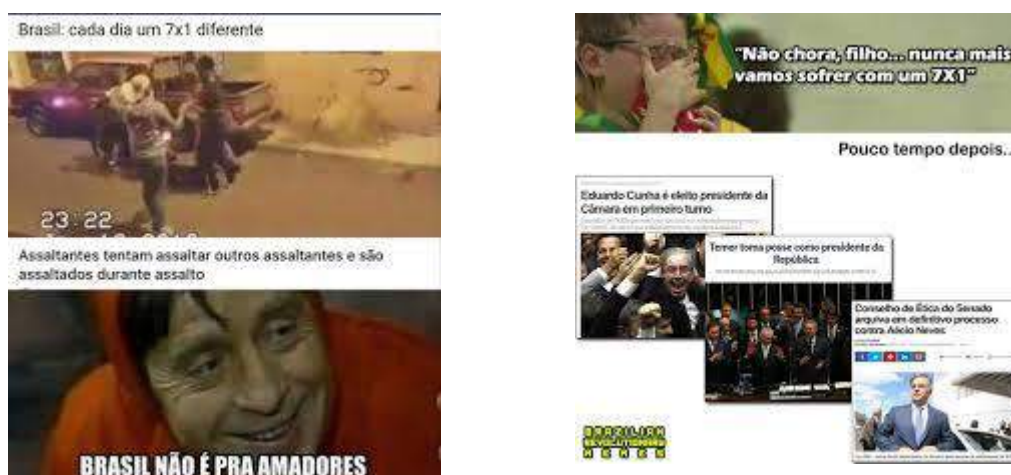 Brasil: cada dia um 7x1 diferente
23:22
Assaltantes tentam assaltar outros assaltantes e são
assaltados durante assalto
BRASIL NÃO É PRA AMADORES
"Não chora, filho... nunca mais
vamos sofrer com um 7X1"
Pouco tempo depois..
Eduardo Cunha é eleito presidente da
Câmara em primeiro turno
Temer toma posse como presidente da
República
Conselho de Ética do Senado
arquiva em definitivo processo
contra Aécio Neves
BRAZILIAN
REVOLUTIONARY
MEMES